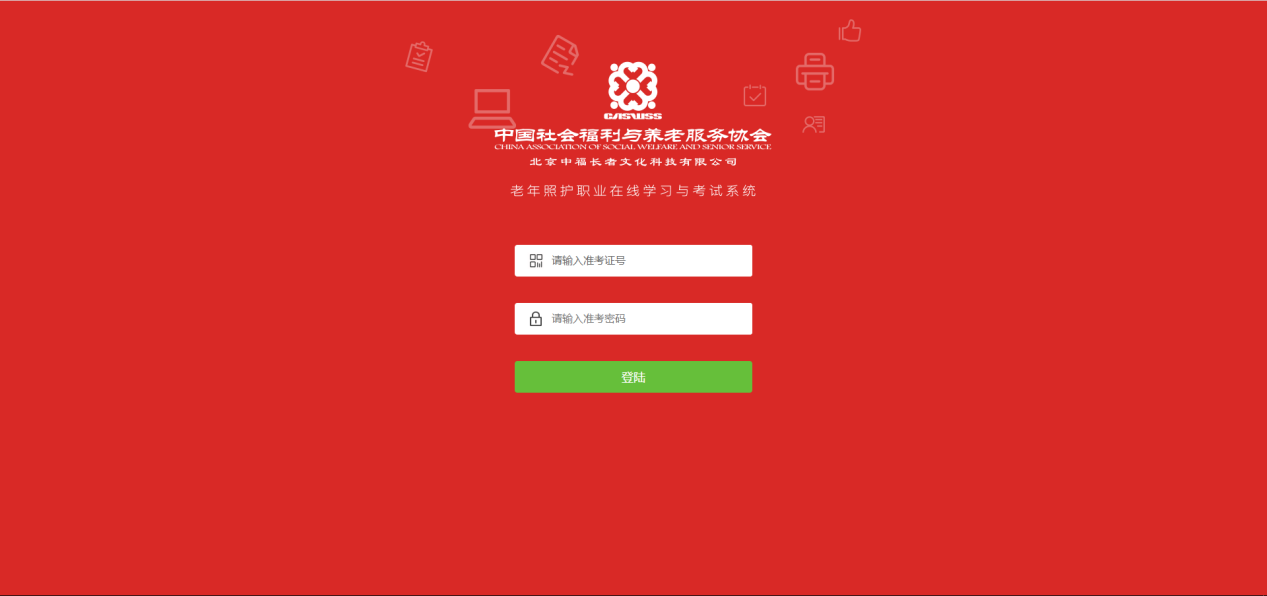 CASWSS
中国社会福利与养老服务协会
CHINA ASSOCIATION OF SOCIAL WELFARE AND SENIOR SERVICE
北京中福长者文化科技有限公司
老年照护职业在线学习与考试系统
请输入准考证号
请输入准考密码
登陆